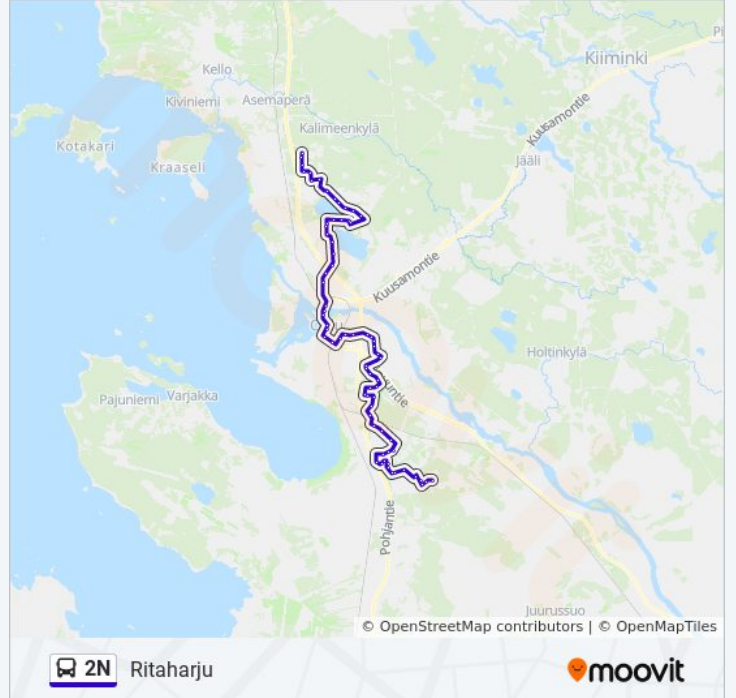 Kiiminki
Kello
Kuusamontie
Kiviniemi
Asemaperä
Kalimeenkylä
Kotakari
Kraaseli
Jääli
Kuusamontie
Holtinkylä
Pajuniemi
Varjakka
Pohjantie
Juurussuo
© OpenStreetMap contributors | © OpenMapTiles
2N Ritaharju
moovit